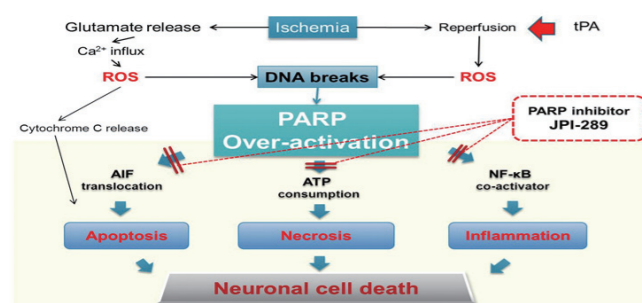 Glutamate release
Ischemia
Reperfusion
tPA
Ca²⁺ influx
ROS
DNA breaks
ROS
PARP
Over-activation
PARP inhibitor
JPI-289
Cytochrome C release
AIF
translocation
ATP
consumption
NF-κB
co-activator
Apoptosis
Necrosis
Inflammation
Neuronal cell death